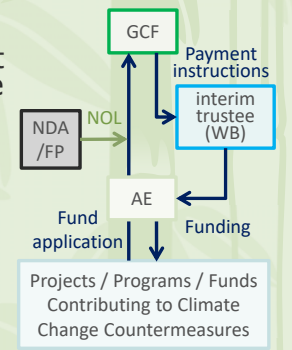 GCF
Payment
instructions
interim
trustee
(WB)
NOL
NDA
/FP
AE
Fund
application
Funding
Projects / Programs / Funds
Contributing to Climate
Change Countermeasures